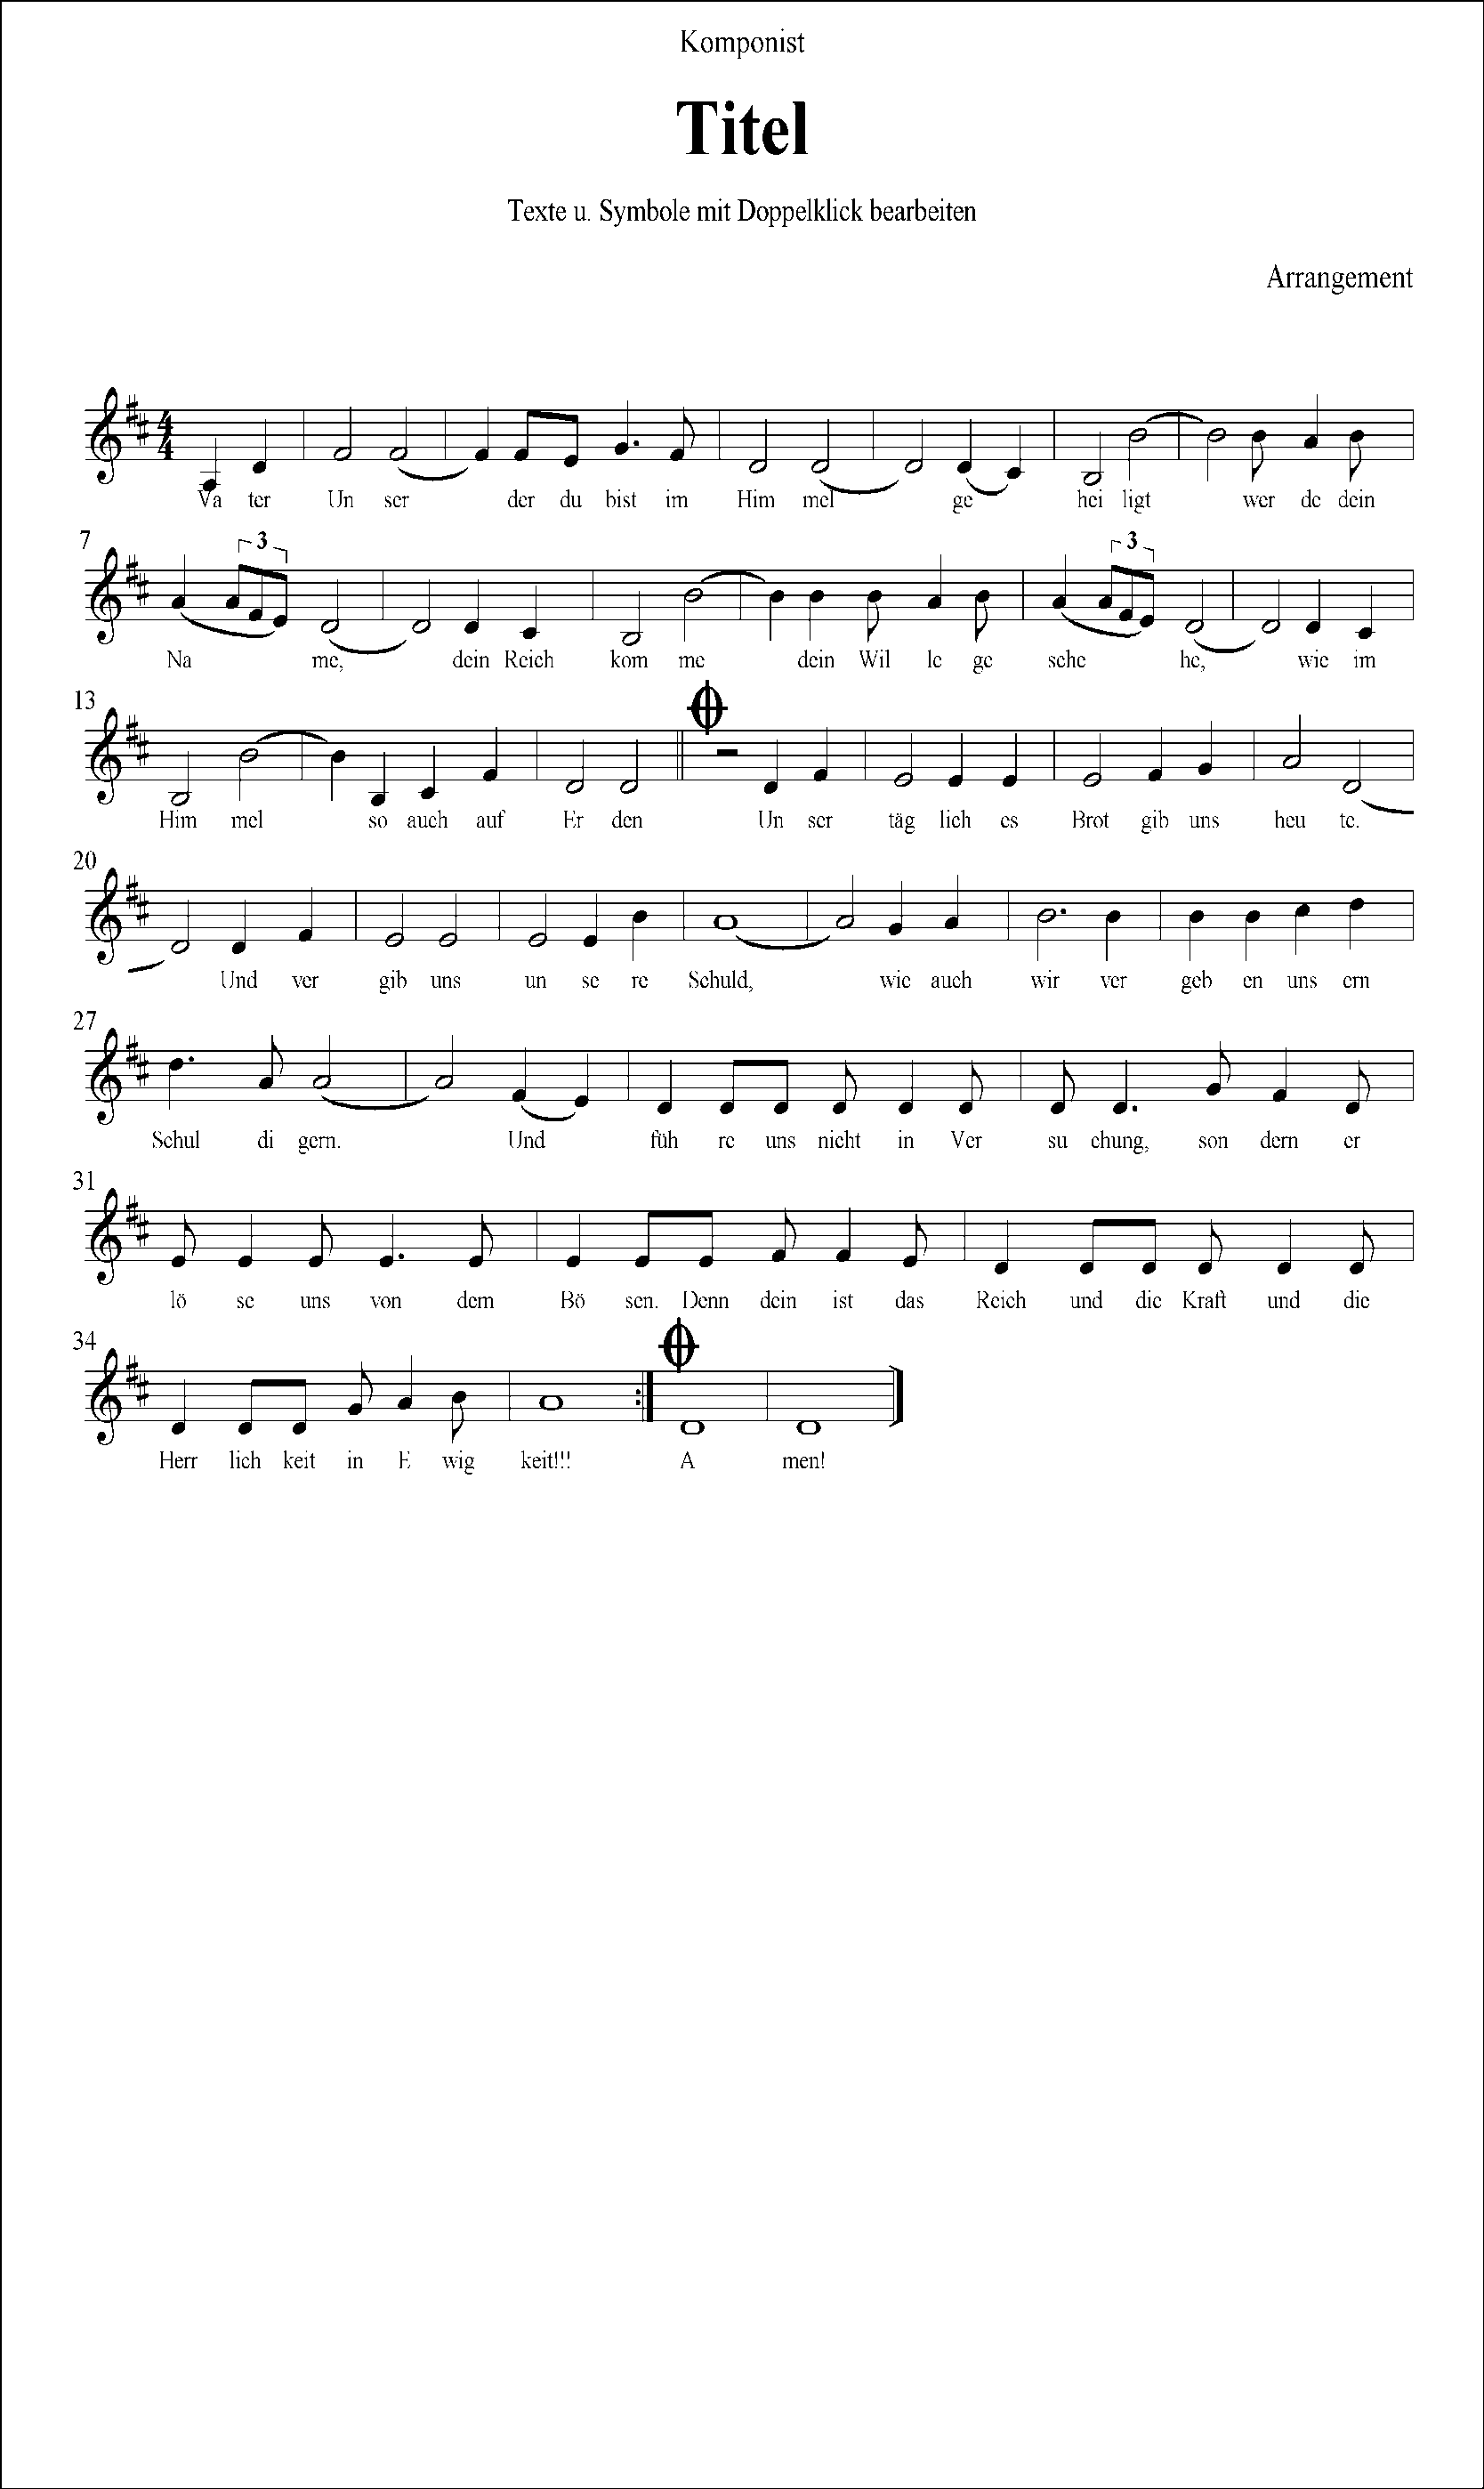 Komponist
Titel
Texte u. Symbole mit Doppelklick bearbeiten
Arrangement
4
4
Va ter Un ser der du bist im Him mel ge hei ligt wer de dein
7 3 3
Na me, dein Reich kom me dein Wil le ge sche he, wie im
13
Him mel so auch auf Er den Un ser täg lich es Brot gib uns heu te.
20
Und ver gib uns un se re Schuld, wie auch wir ver geb en uns ern
27
Schul di gern. Und füh re uns nicht in Ver su chung, son dern er
31
lö se uns von dem Bö sen. Denn dein ist das Reich und die Kraft und die
34
Herr lich keit in E wig keit!!! A men!